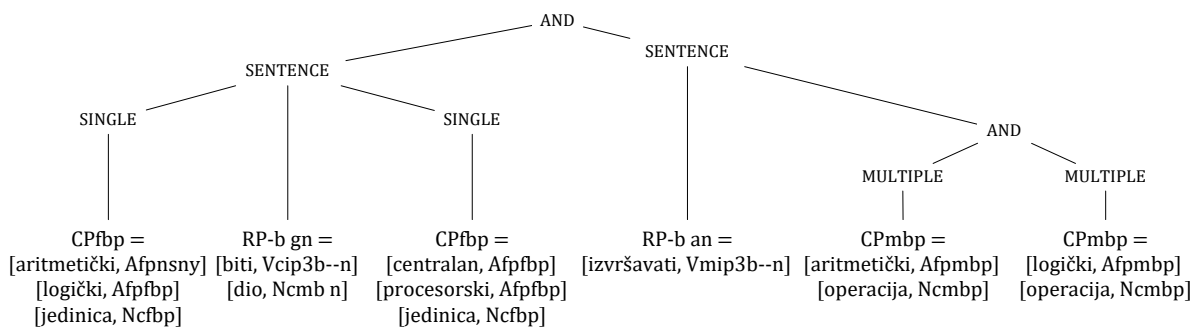 AND
SENTENCE
SENTENCE
SINGLE
SINGLE
AND
MULTIPLE
MULTIPLE
CPfbp =
[aritmetički, Afpnsny]
[logički, Afpfbp]
[jedinica, Ncfbp]
RP-b gn =
[biti, Vcip3b--n]
[dio, Ncmb n]
CPfbp =
[centralan, Afpfbp]
[procesorski, Afpfbp]
[jedinica, Ncfbp]
RP-b an =
[izvršavati, Vmip3b--n]
CPmbp =
[aritmetički, Afpmbp]
[operacija, Ncmbp]
CPmbp =
[logički, Afpmbp]
[operacija, Ncmbp]